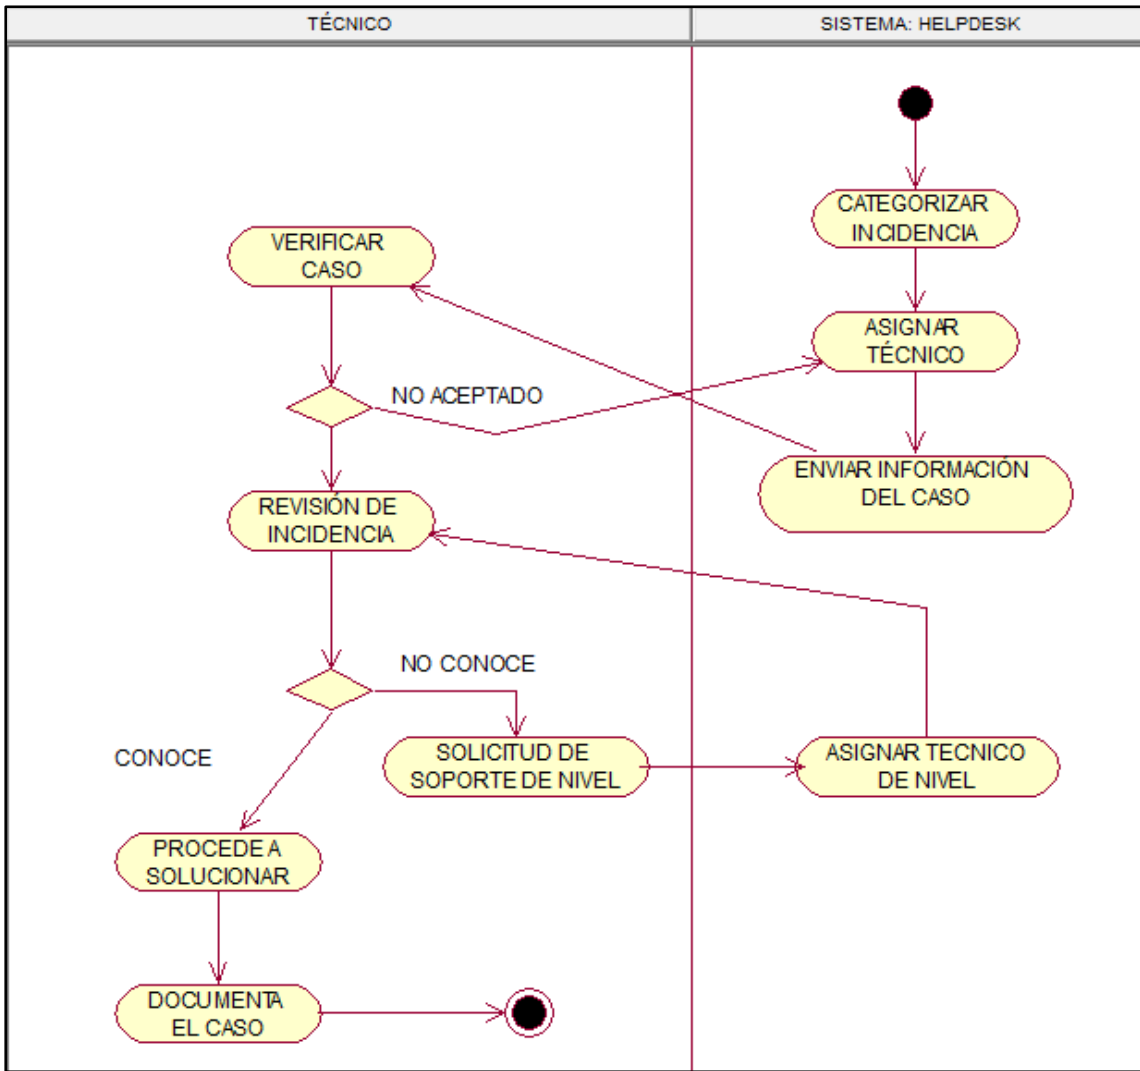 TÉCNICO
SISTEMA: HELPDESK
CATEGORIZAR
INCIDENCIA
VERIFICAR
CASO
ASIGNAR
TÉCNICO
NO ACEPTADO
ENVIAR INFORMACIÓN
DEL CASO
REVISIÓN DE
INCIDENCIA
NO CONOCE
CONOCE
SOLICITUD DE
SOPORTE DE NIVEL
ASIGNAR TECNICO
DE NIVEL
PROCEDE A
SOLUCIONAR
DOCUMENTA
EL CASO